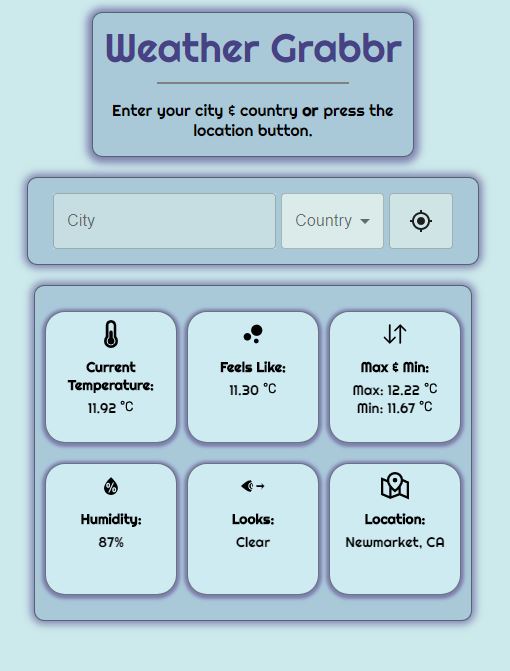 Weather Grabbr
Enter your city & country or press the
location button.
City
Country
Current
Temperature:
11.92 °C
Feels Like:
11.30 °C
Max & Min:
Max: 12.22 °C
Min: 11.67 °C
Humidity:
87%
Looks:
Clear
Location:
Newmarket, CA